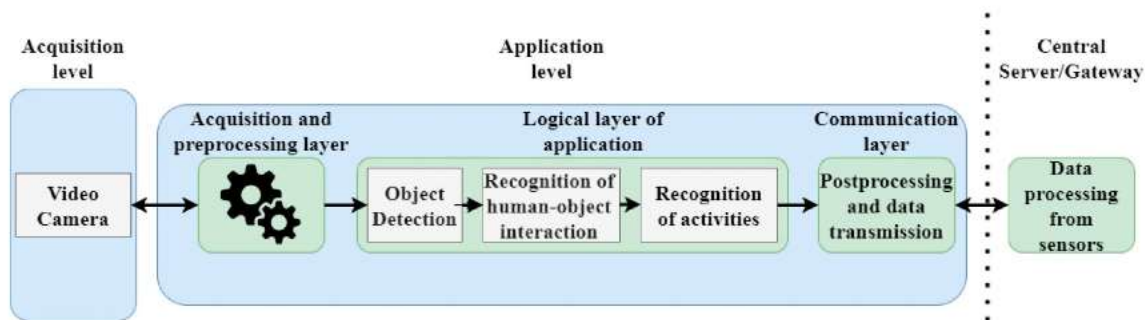 Acquisition
level
Application
level
Central
Server/Gateway
Acquisition and
preprocessing layer
Logical layer of
application
Communication
layer
Video
Camera
Object
Detection
Recognition of
human-object
interaction
Recognition
of activities
Postprocessing
and data
transmission
Data
processing
from
sensors